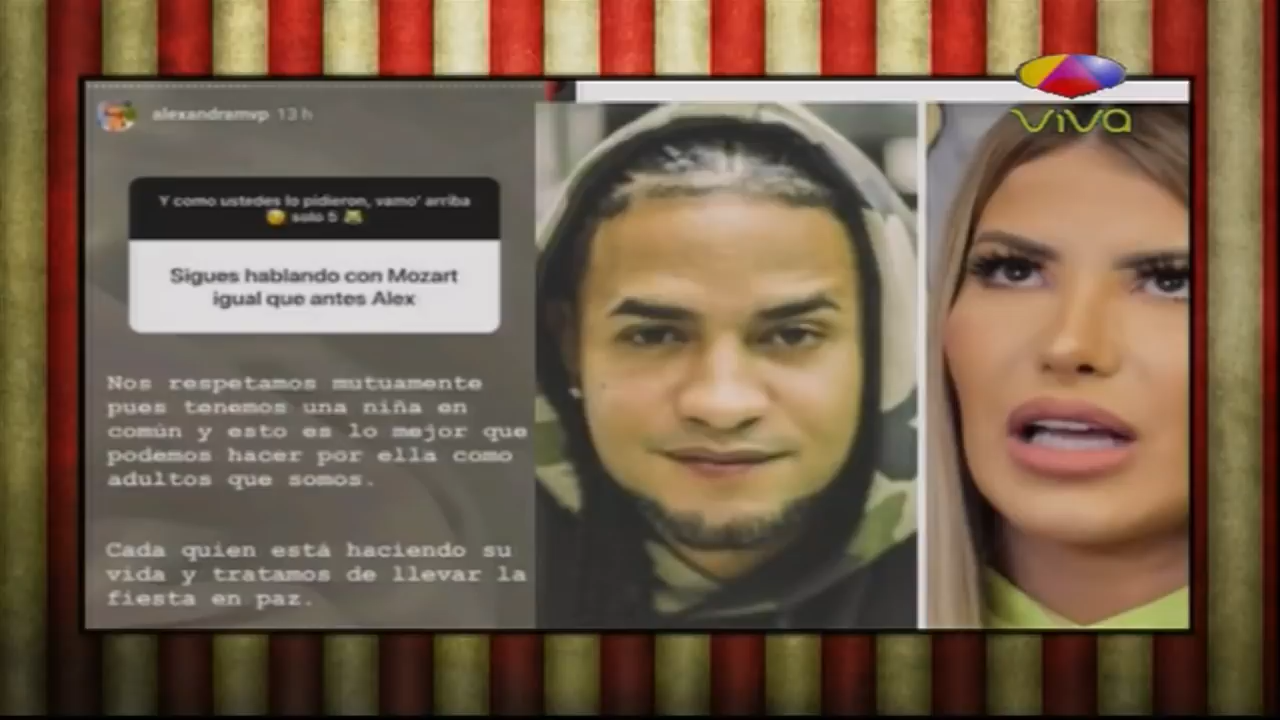 VIVA
alexandramvp 13 h
Y como ustedes lo pidieron, vamo' arriba
solo 5
Sigues hablando con Mozart
igual que antes Alex
Nos respetamos mutuamente
pues tenemos una niña en
común y esto es lo mejor que
podemos hacer por ella como
adultos que somos.
Cada quien está haciendo su
vida y tratamos de llevar la
fiesta en paz.